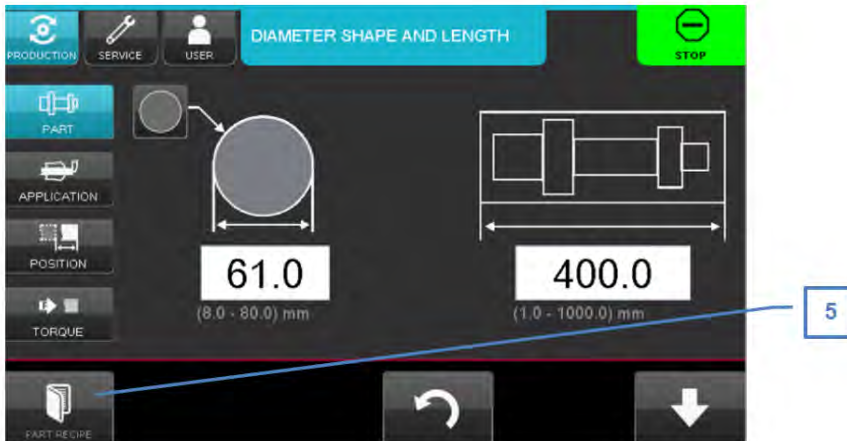 PRODUCTION
SERVICE
USER
DIAMETER SHAPE AND LENGTH
STOP
PART
APPLICATION
POSITION
TORQUE
61.0
(8.0 - 80.0) mm
400.0
(1.0 - 1000.0) mm
5
PART RECIPE